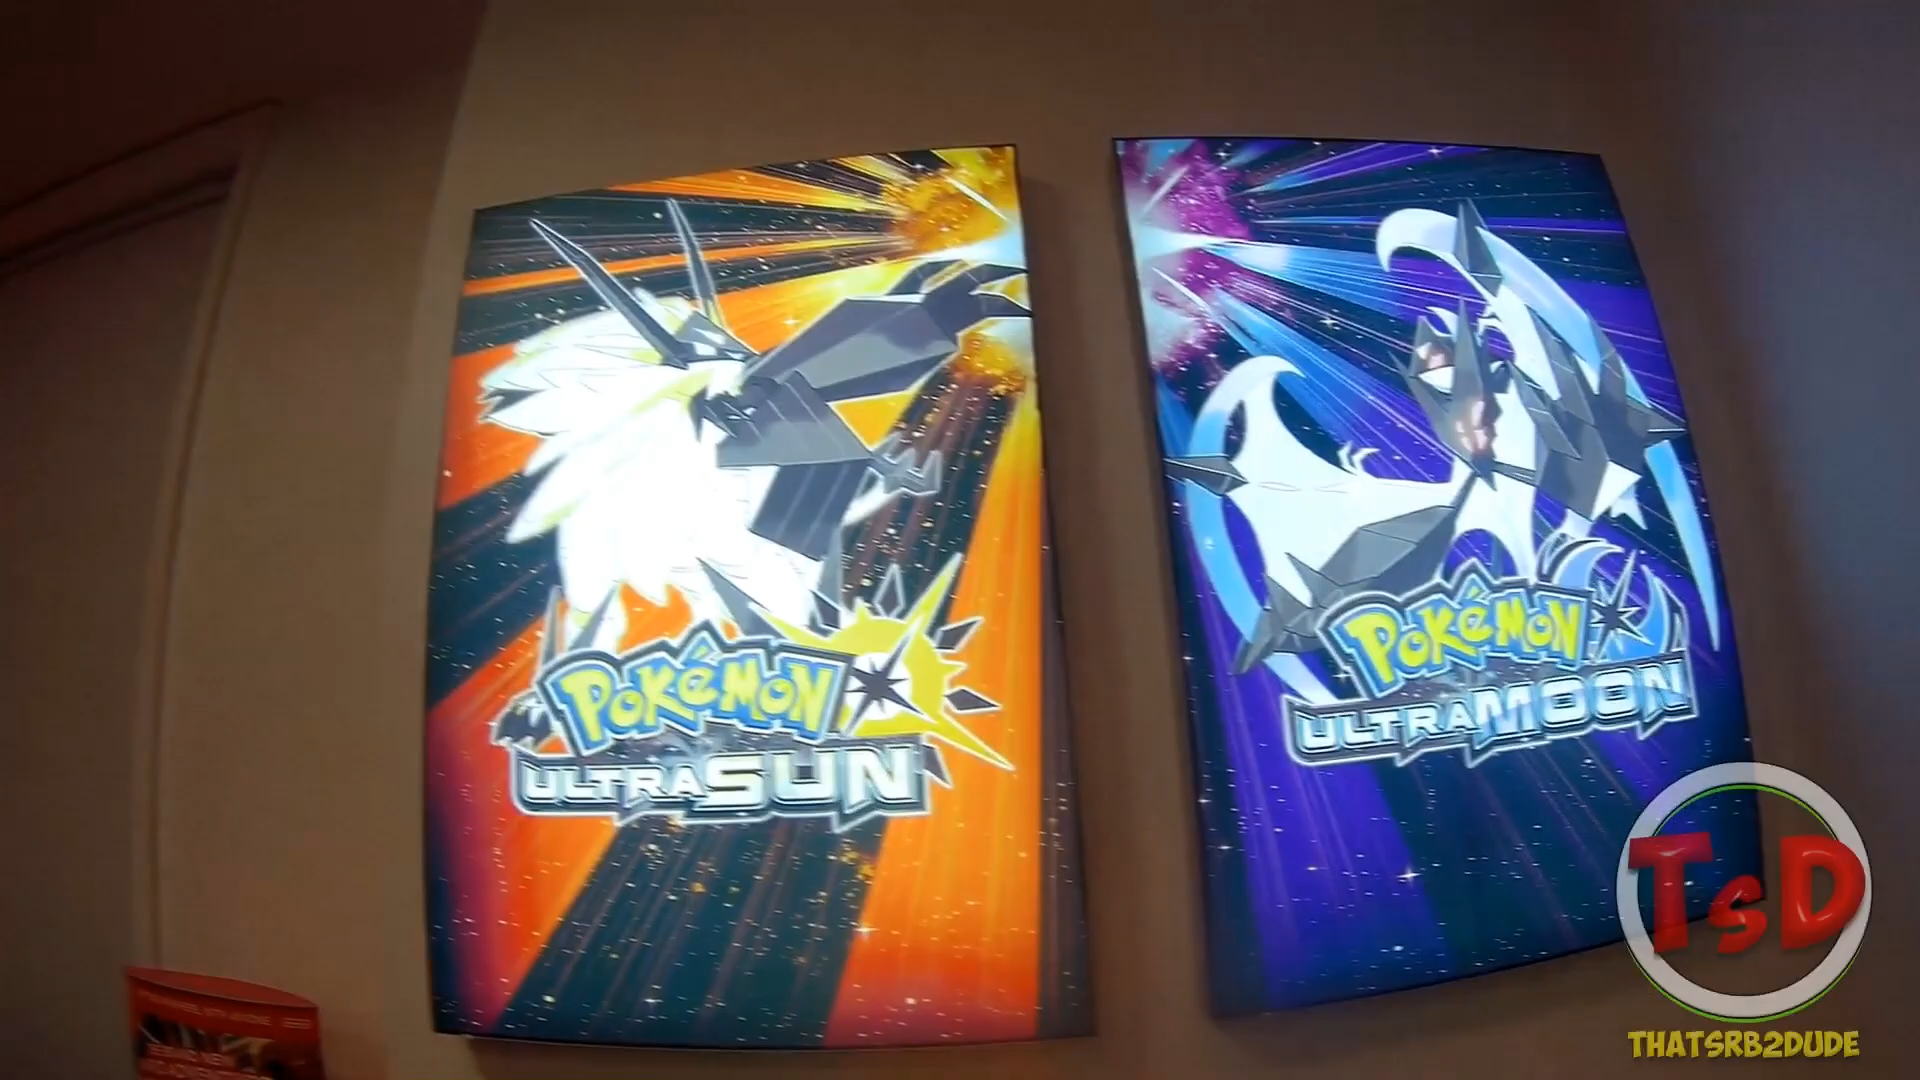 POKéMON
ULTRASUN
POKéMON
ULTRAMOON
TsD
THATSRB2DUDE